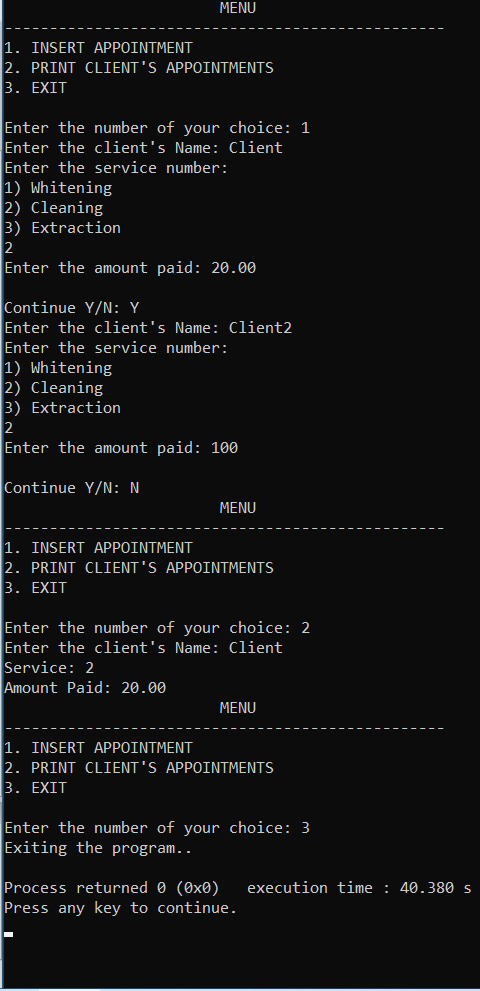 MENU
-------------------------------------------------
1. INSERT APPOINTMENT
2. PRINT CLIENT'S APPOINTMENTS
3. EXIT
Enter the number of your choice: 1
Enter the client's Name: Client
Enter the service number:
1) Whitening
2) Cleaning
3) Extraction
2
Enter the amount paid: 20.00
Continue Y/N: Y
Enter the client's Name: Client2
Enter the service number:
1) Whitening
2) Cleaning
3) Extraction
2
Enter the amount paid: 100
Continue Y/N: N
MENU
-------------------------------------------------
1. INSERT APPOINTMENT
2. PRINT CLIENT'S APPOINTMENTS
3. EXIT
Enter the number of your choice: 2
Enter the client's Name: Client
Service: 2
Amount Paid: 20.00
MENU
-------------------------------------------------
1. INSERT APPOINTMENT
2. PRINT CLIENT'S APPOINTMENTS
3. EXIT
Enter the number of your choice: 3
Exiting the program..
Process returned 0 (0x0)   execution time : 40.380 s
Press any key to continue.